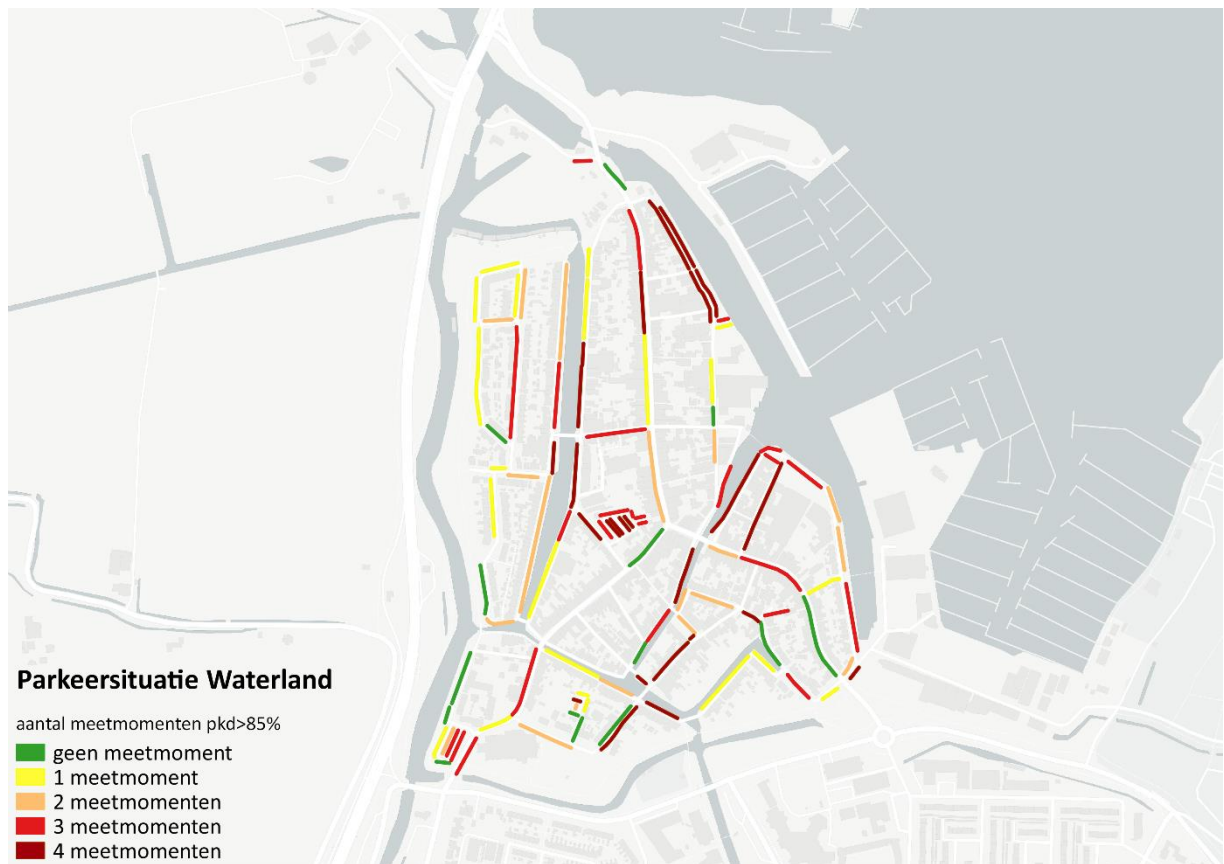 Parkeersituatie Waterland
aantal meetmomenten pkd>85%
geen meetmoment
1 meetmoment
2 meetmomenten
3 meetmomenten
4 meetmomenten